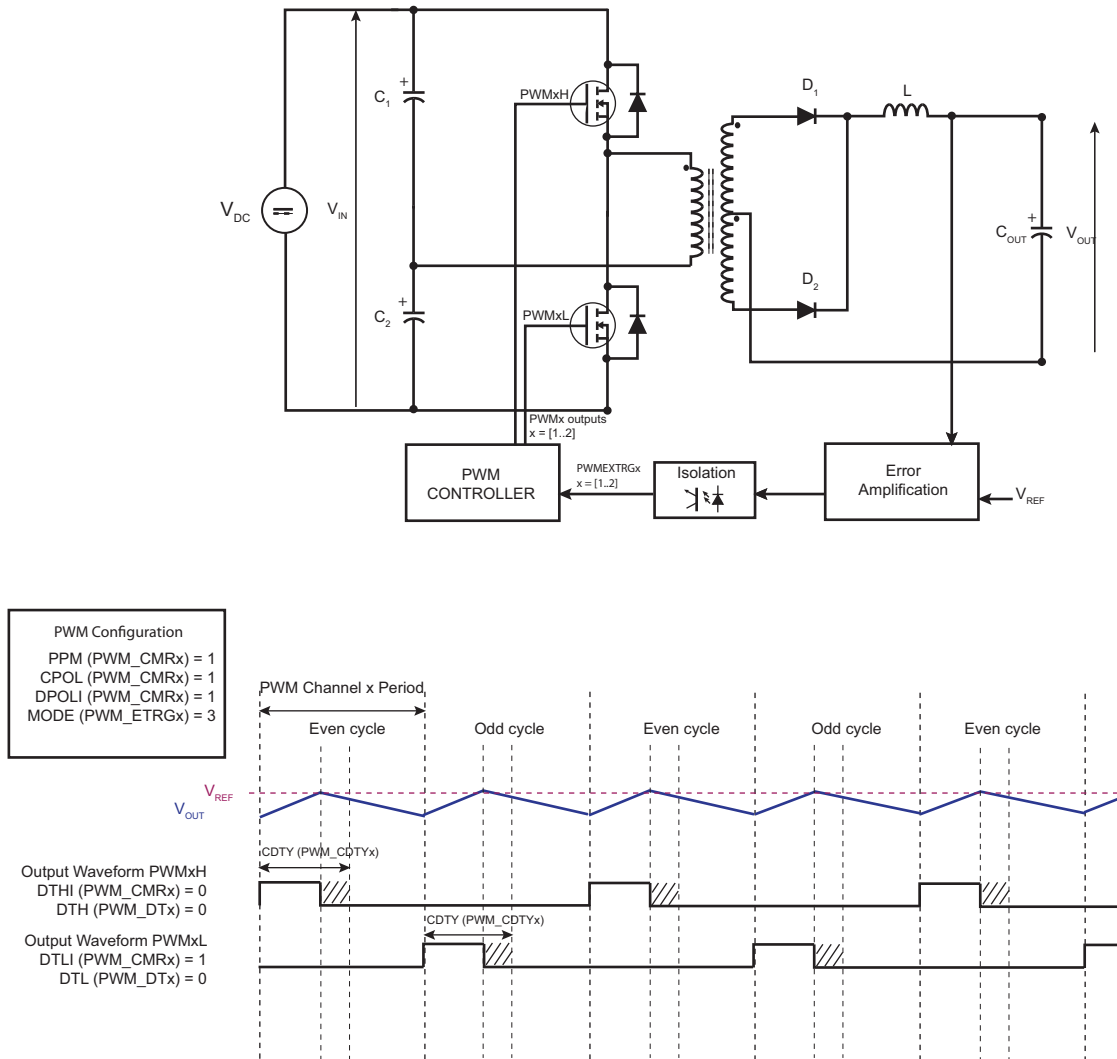 PWMxH
D1
L
C1
+
VDC
VIN
COUT
+
VOUT
D2
C2
+
PWMxL
PWMx outputs
x = [1..2]
PWM
CONTROLLER
PWMEXTRGx
x = [1..2]
Isolation
Error
Amplification
VREF
PWM Configuration
PPM (PWM_CMRx) = 1
CPOL (PWM_CMRx) = 1
DPOLI (PWM_CMRx) = 1
MODE (PWM_ETRGx) = 3
PWM Channel x Period
Even cycle
Odd cycle
Even cycle
Odd cycle
Even cycle
VREF
VOUT
CDTY (PWM_CDTYx)
Output Waveform PWMxH
DTHI (PWM_CMRx) = 0
DTH (PWM_DTx) = 0
CDTY (PWM_CDTYx)
Output Waveform PWMxL
DTLI (PWM_CMRx) = 1
DTL (PWM_DTx) = 0